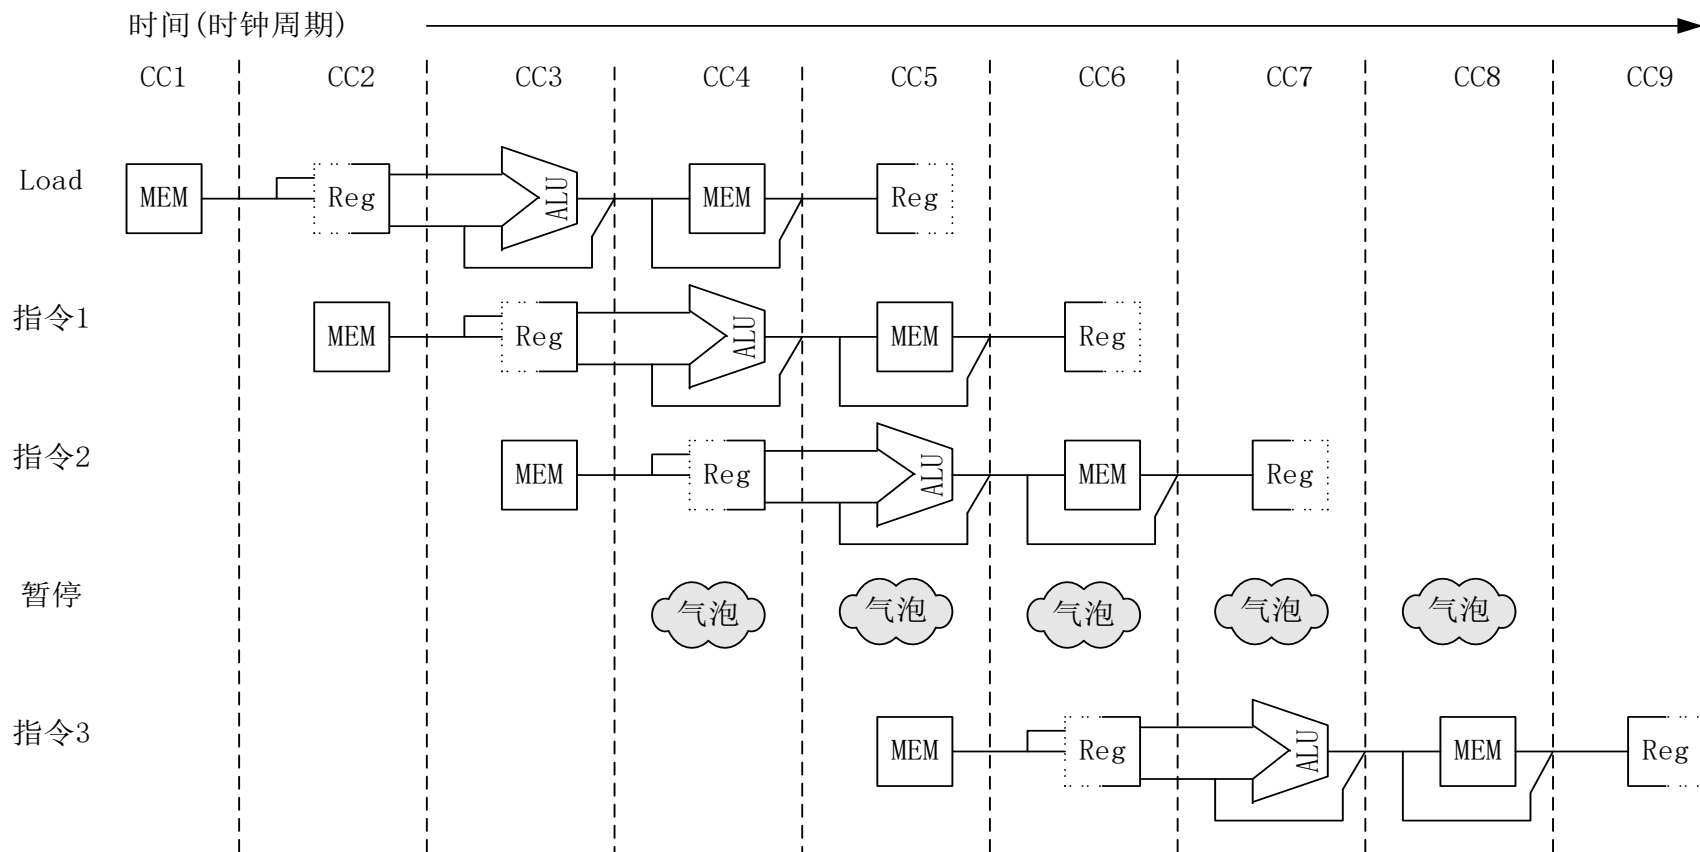 时间(时钟周期)
CC1 CC2 CC3 CC4 CC5 CC6 CC7 CC8 CC9
Load MEM Reg ALU MEM Reg
指令1 MEM Reg ALU MEM Reg
指令2 MEM Reg ALU MEM Reg
暂停 气泡 气泡 气泡 气泡 气泡
指令3 MEM Reg ALU MEM Reg